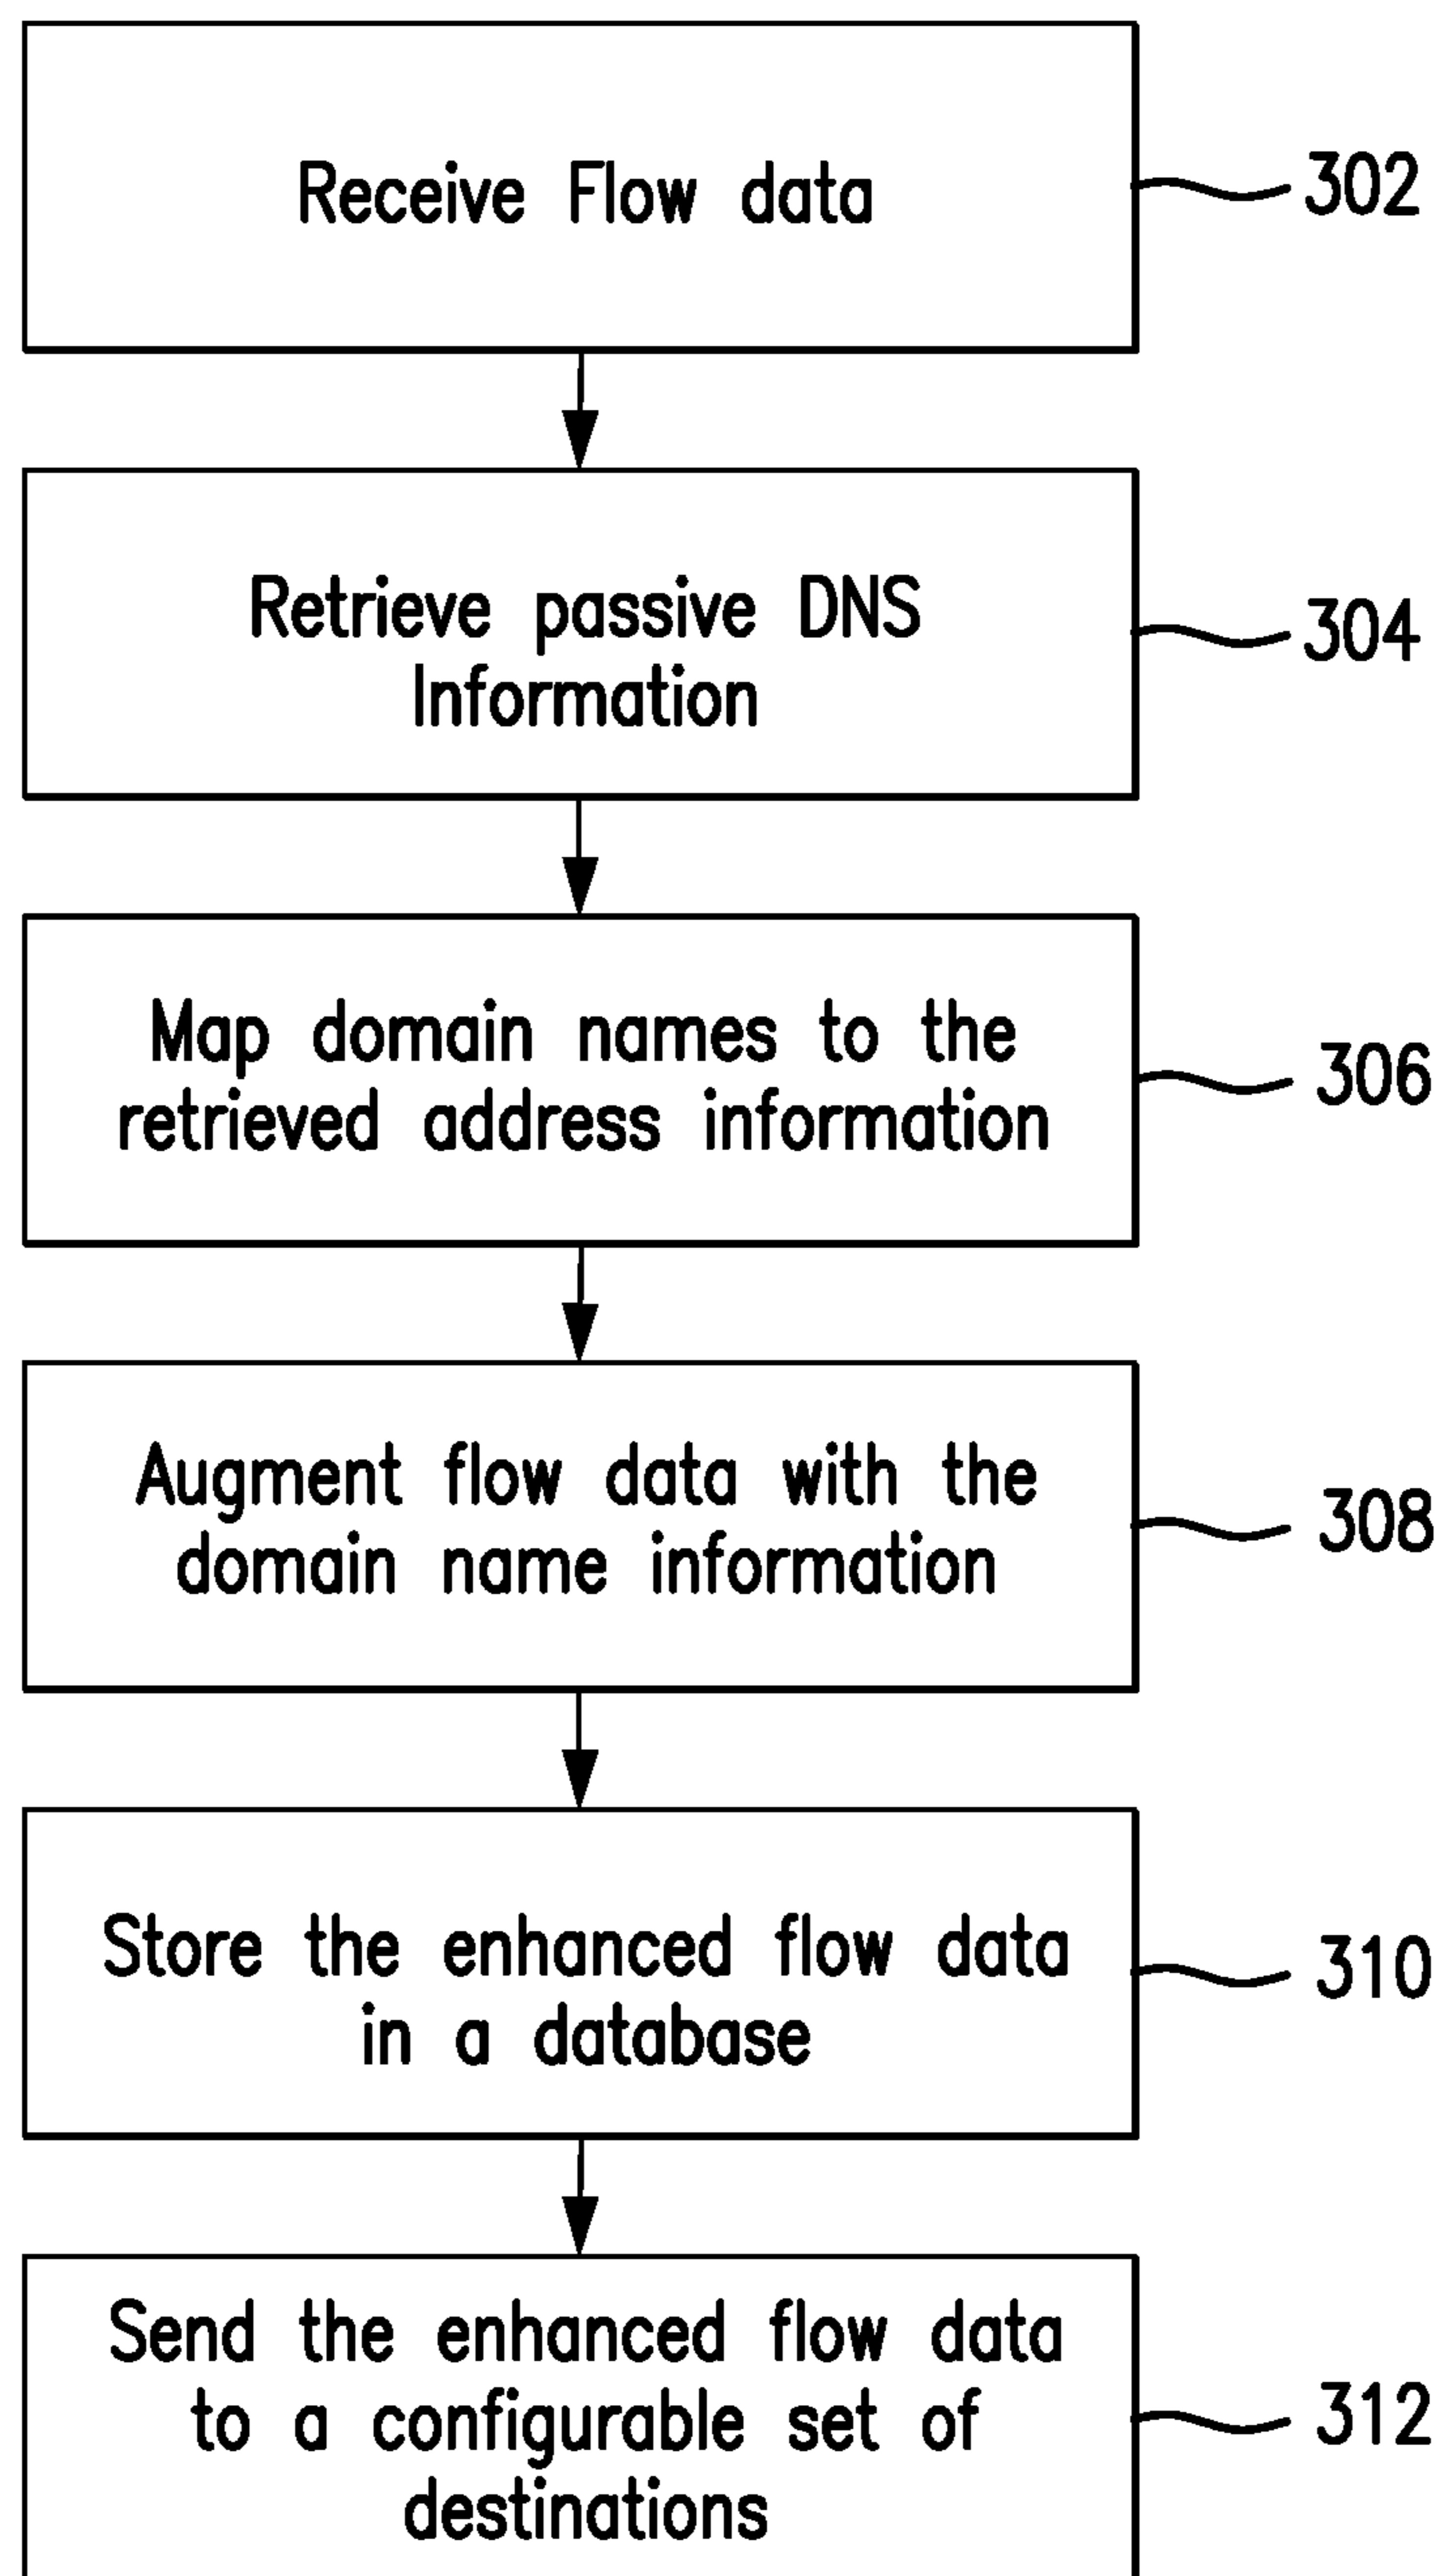 Receive Flow data
302
Retrieve passive DNS
Information
304
Map domain names to the
retrieved address information
306
Augment flow data with the
domain name information
308
Store the enhanced flow data
in a database
310
Send the enhanced flow data
to a configurable set of
destinations
312